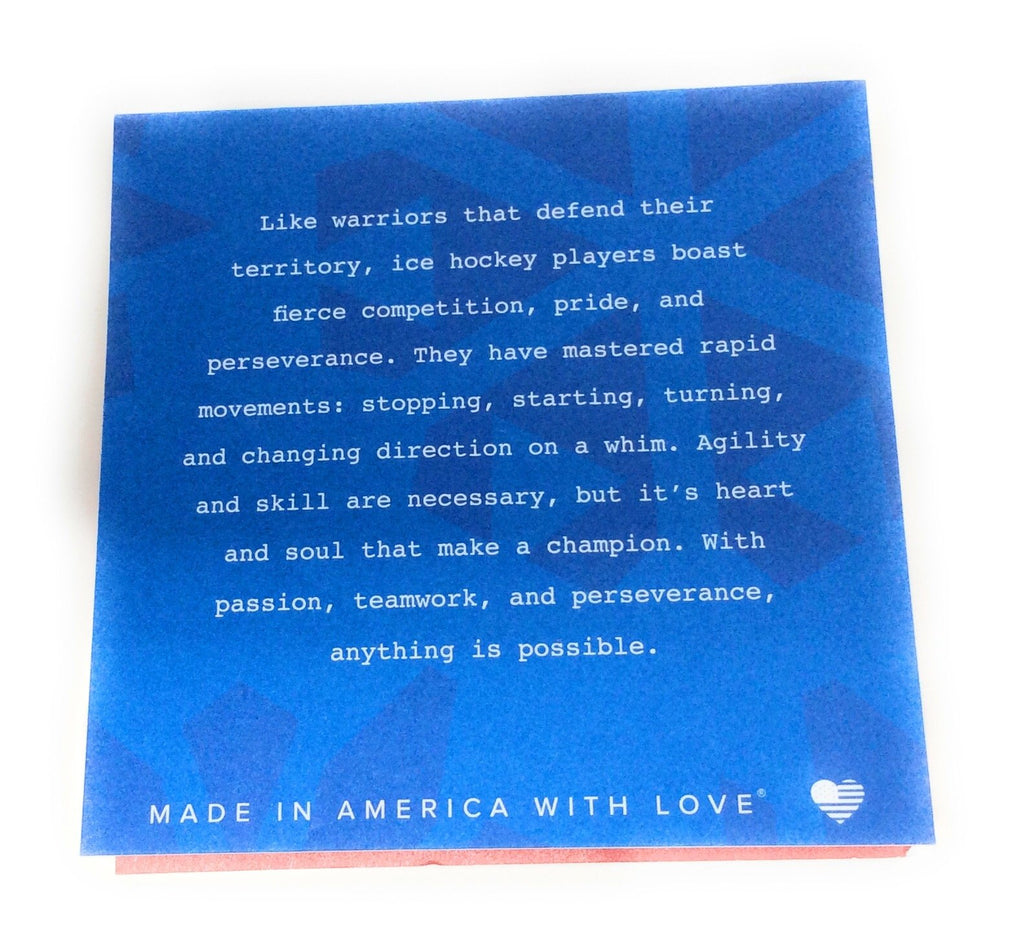 Like warriors that defend their
territory, ice hockey players boast
fierce competition, pride, and
perseverance. They have mastered rapid
movements: stopping, starting, turning,
and changing direction on a whim. Agility
and skill are necessary, but it’s heart
and soul that make a champion. With
passion, teamwork, and perseverance,
anything is possible.
MADE IN AMERICA WITH LOVE®